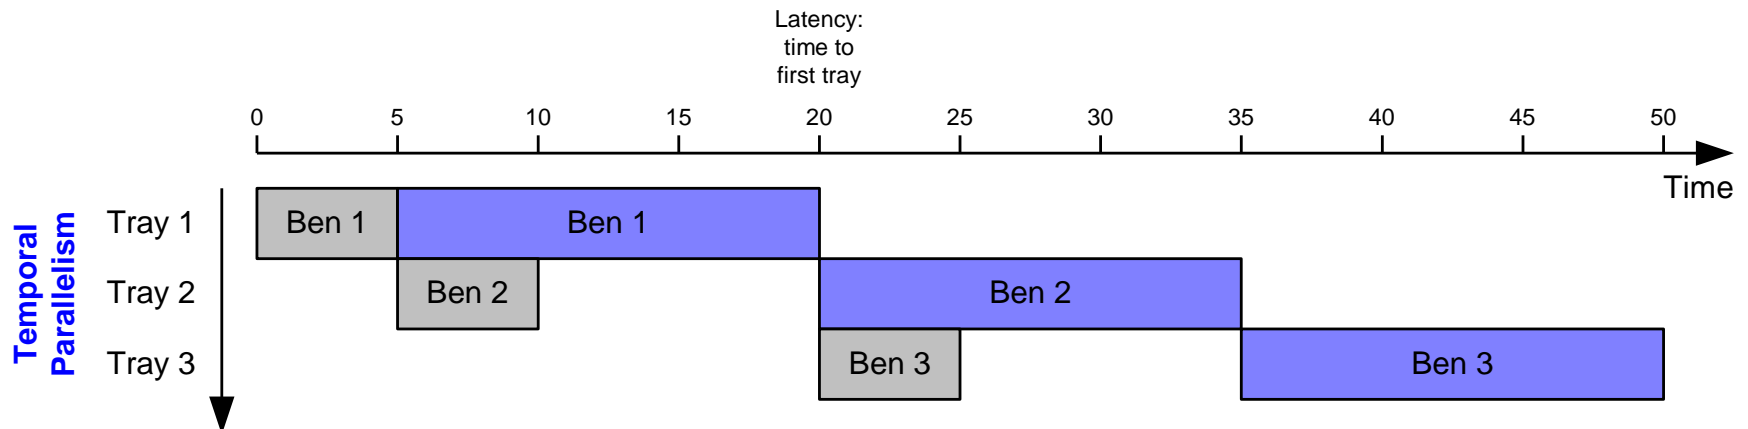 Latency:
time to
first tray
0 5 10 15 20 25 30 35 40 45 50
Time
Temporal
Parallelism
Tray 1 Ben 1 Ben 1
Tray 2 Ben 2 Ben 2
Tray 3 Ben 3 Ben 3